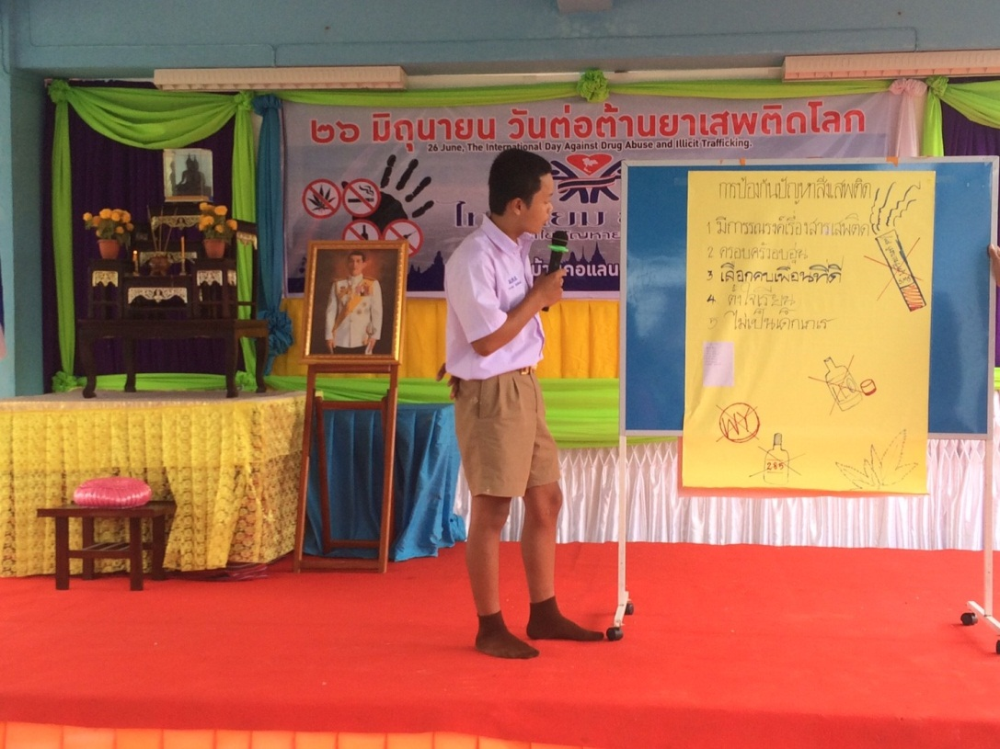 ๒๖ มิถุนายน วันต่อต้านยาเสพติดโลก
26 June, The International Day Against Drug Abuse and Illicit Trafficking.
การป้องกันปัญหาสิ่งเสพติด
1 มีการรณรงค์เรื่องสารเสพติด
2 ครอบครัวอบอุ่น
3 เลือกคบเพื่อนที่ดี
4 ตั้งใจเรียน
5 ไม่เป็นเด็กเกเร
285